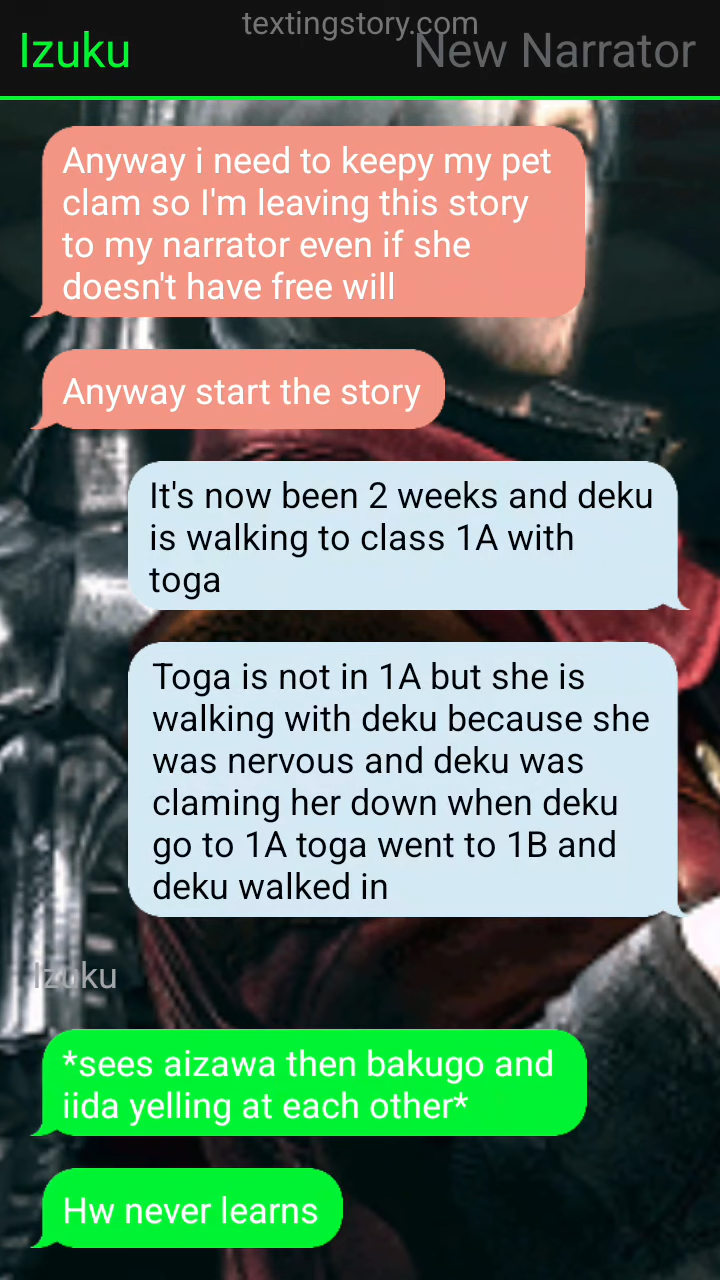 textingstory.com
Izuku
New Narrator
Anyway i need to keepy my pet
clam so I'm leaving this story
to my narrator even if she
doesn't have free will
Anyway start the story
It's now been 2 weeks and deku
is walking to class 1A with
toga
Toga is not in 1A but she is
walking with deku because she
was nervous and deku was
claming her down when deku
go to 1A toga went to 1B and
deku walked in
Izuku
*sees aizawa then bakugo and
iida yelling at each other*
Hw never learns